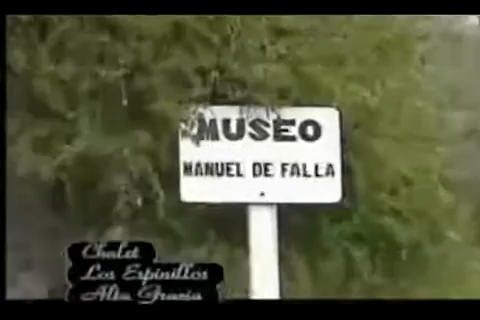 MUSEO
MANUEL DE FALLA
Chalet
Los Espinillos
Alta Gracia